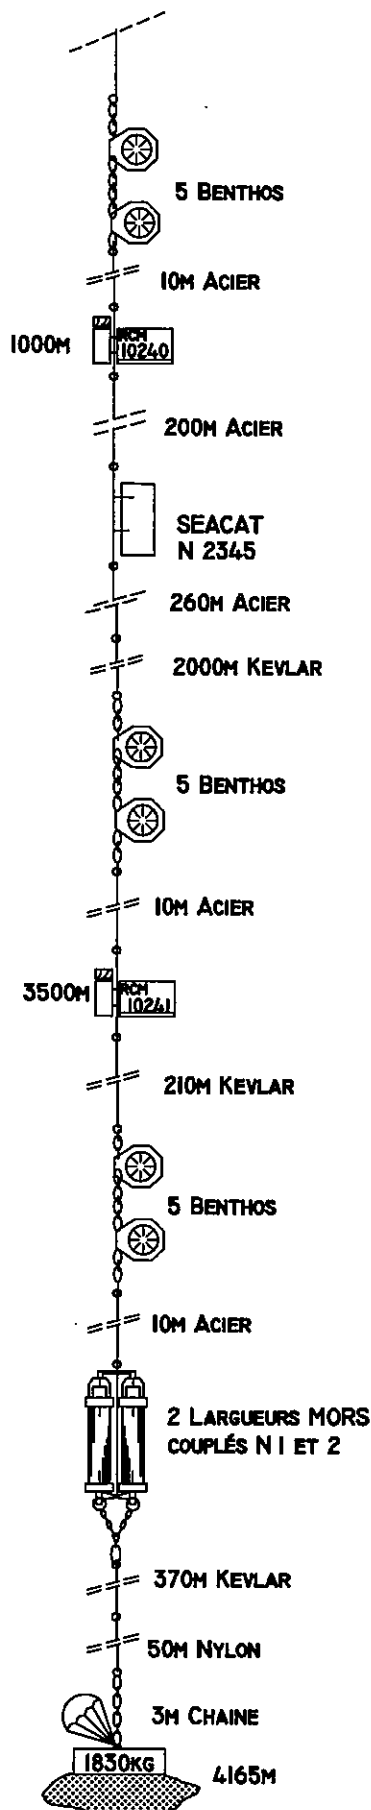 5 BENTHOS
10M ACIER
1000M
RCM
10240
200M ACIER
SEACAT
N 2345
260M ACIER
2000M KEVLAR
5 BENTHOS
10M ACIER
3500M
RCM
10241
210M KEVLAR
5 BENTHOS
10M ACIER
2 LARGUEURS MORS
COUPLÉS N 1 ET 2
370M KEVLAR
50M NYLON
3M CHAINE
1830KG
4165M